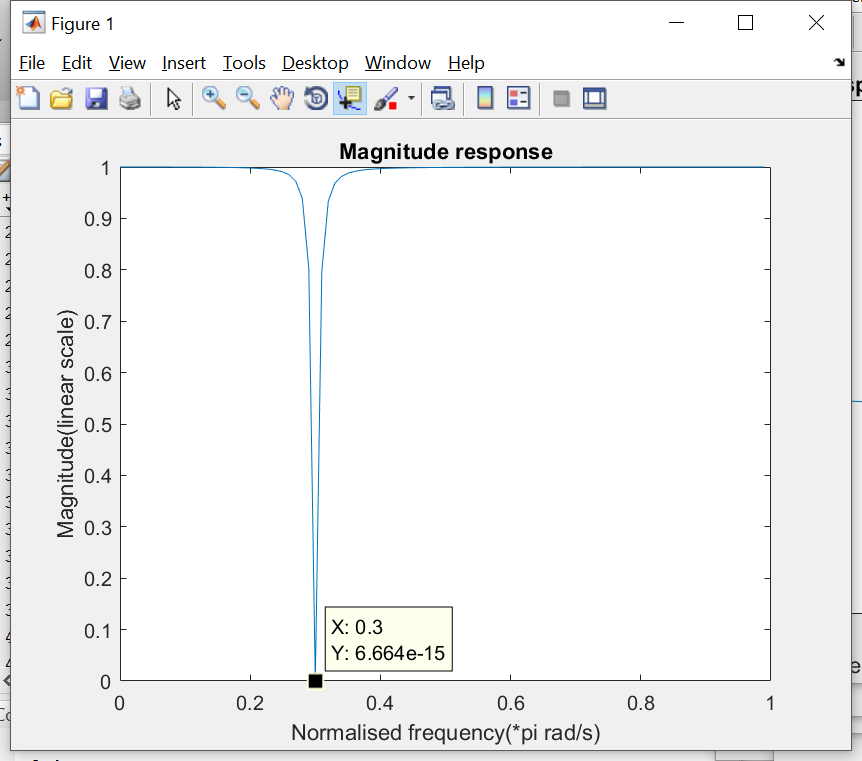 Figure 1
File Edit View Insert Tools Desktop Window Help
Magnitude response
1
0.9
0.8
0.7
0.6
0.5
0.4
0.3
0.2
0.1
0
Magnitude(linear scale)
X: 0.3
Y: 6.664e-15
0 0.2 0.4 0.6 0.8 1
Normalised frequency(*pi rad/s)